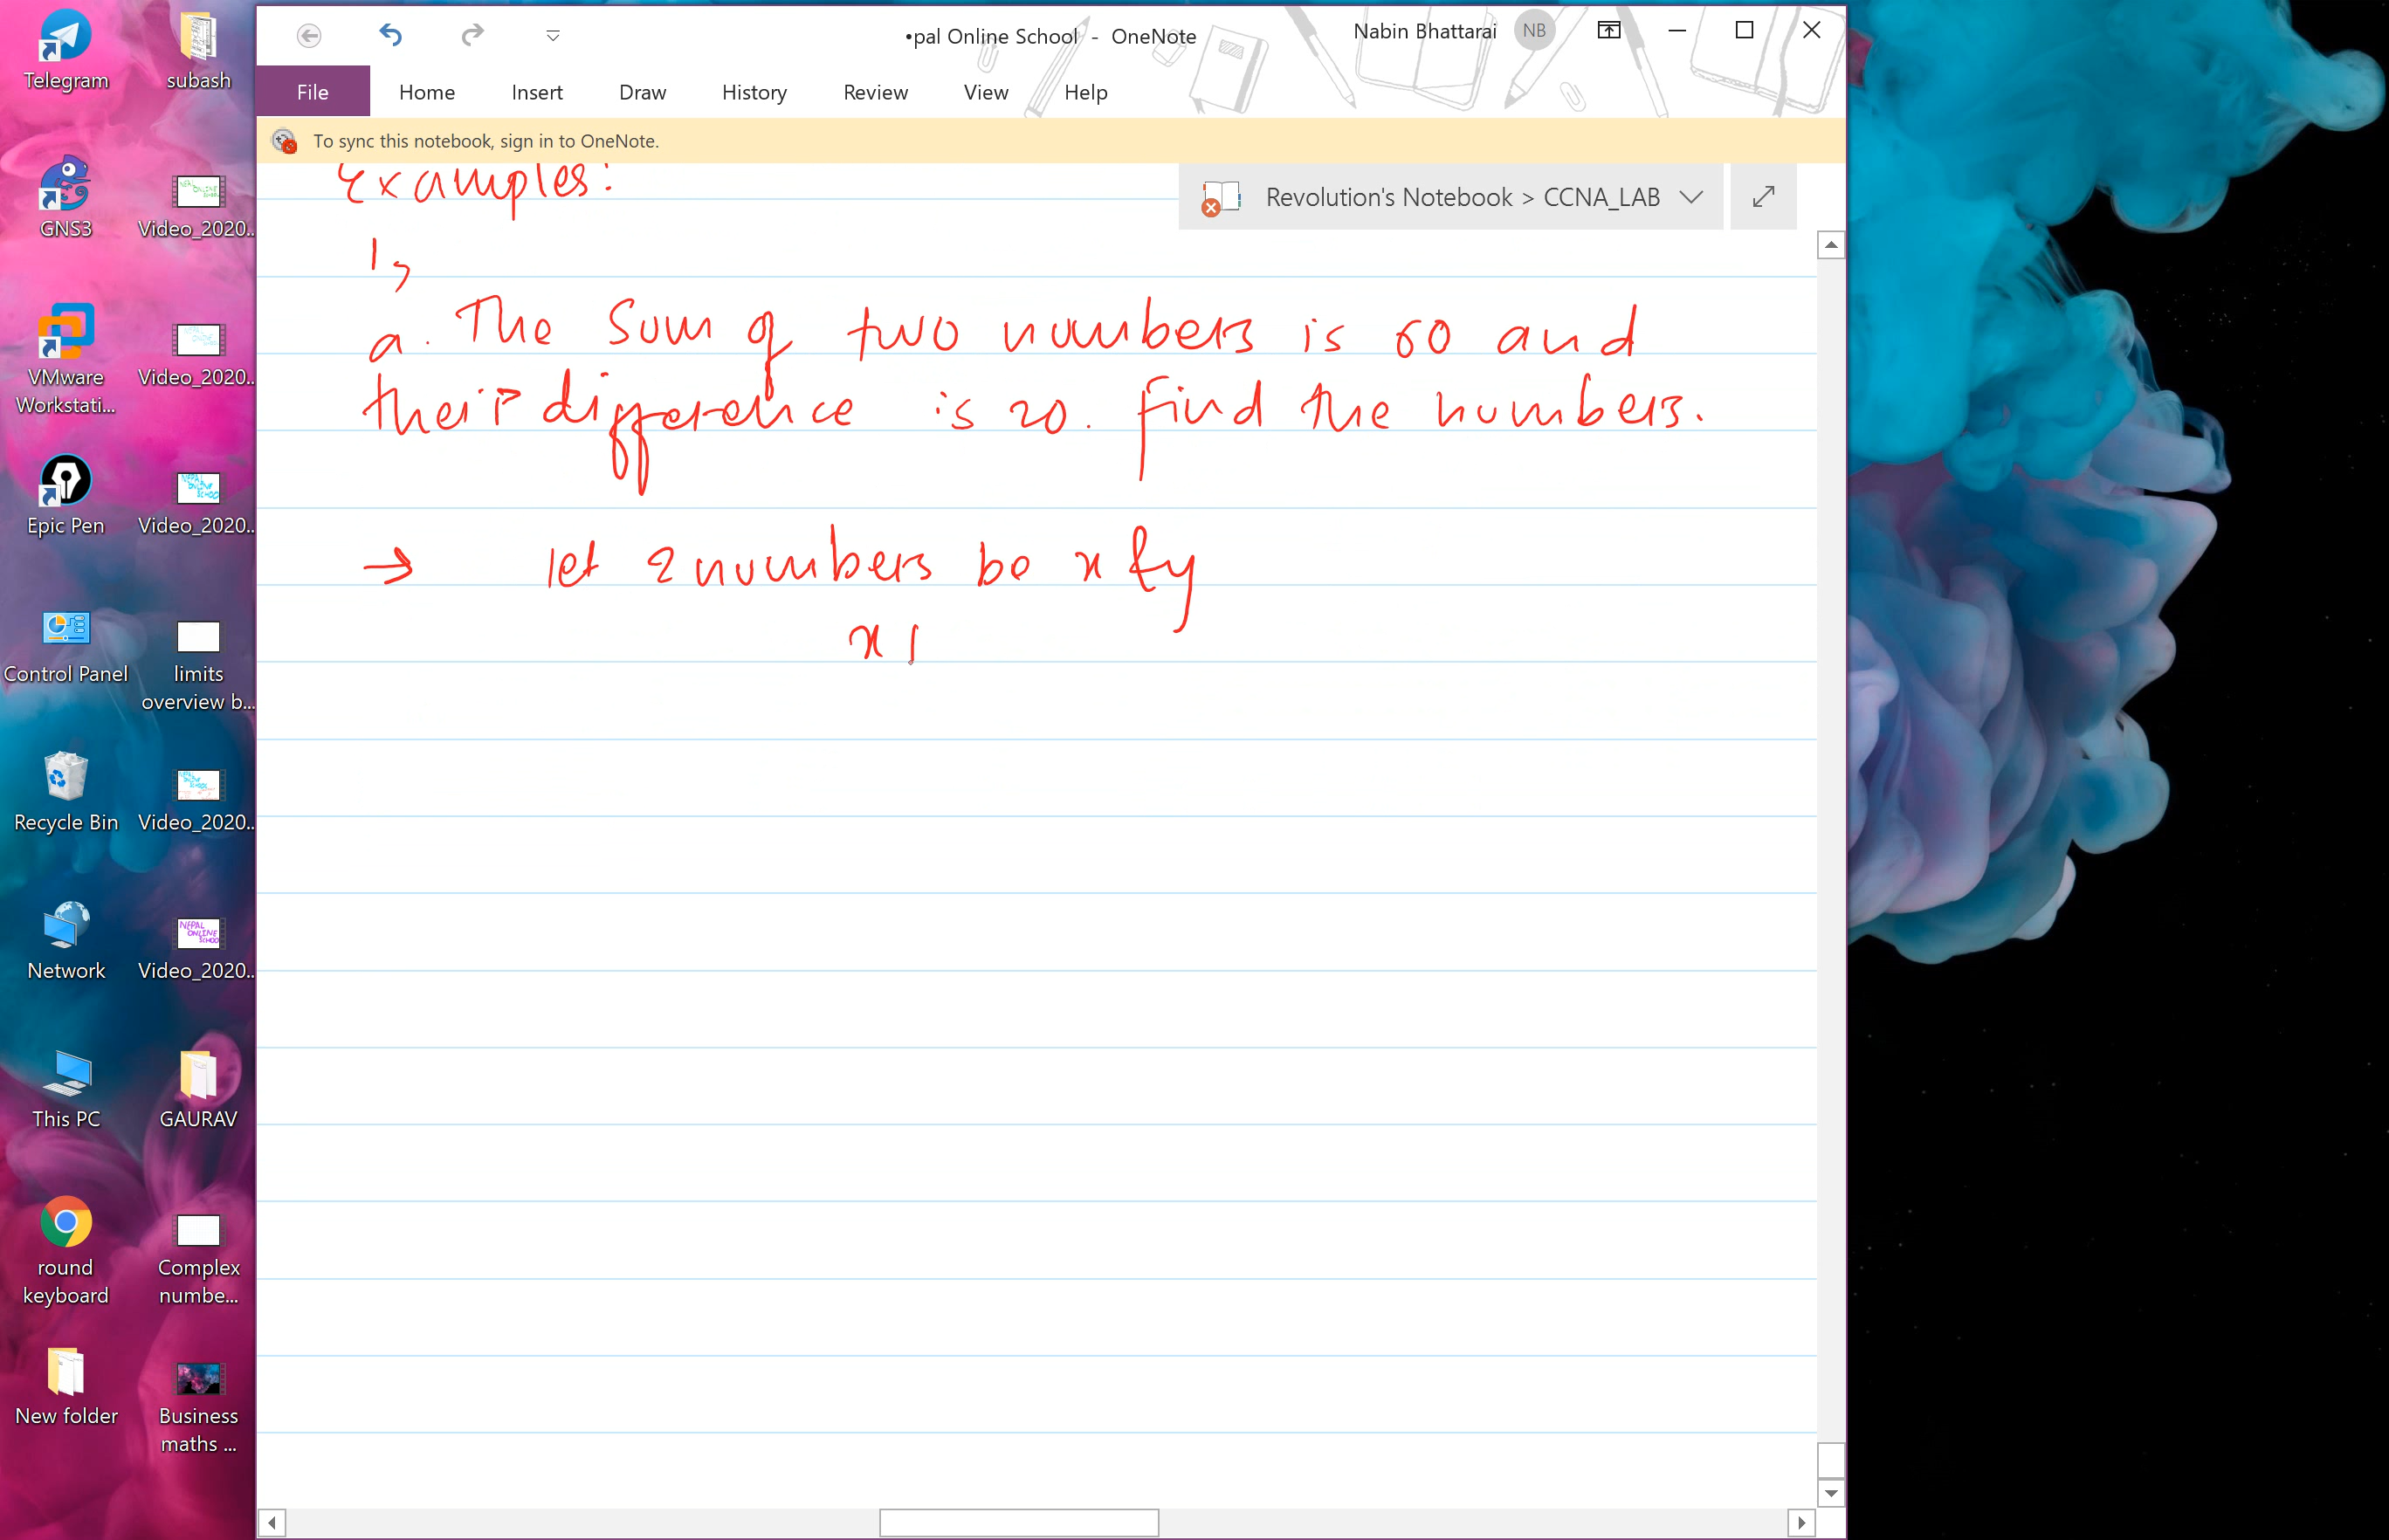 Telegram
subash
GNS3
Video_2020...
VMware
Workstati...
Video_2020...
Epic Pen
Video_2020...
Control Panel
limits
overview b...
Recycle Bin
Video_2020...
Network
Video_2020...
This PC
GAURAV
round
keyboard
Complex
numbe...
New folder
Business
maths ...
•pal Online School - OneNote
Nabin Bhattarai NB
File Home Insert Draw History Review View Help
To sync this notebook, sign in to OneNote.
Revolution's Notebook > CCNA_LAB
Examples:
1,
a. The Sum of two numbers is 60 and
their difference is 20. Find the numbers.
→ let 2 numbers be x & y
x